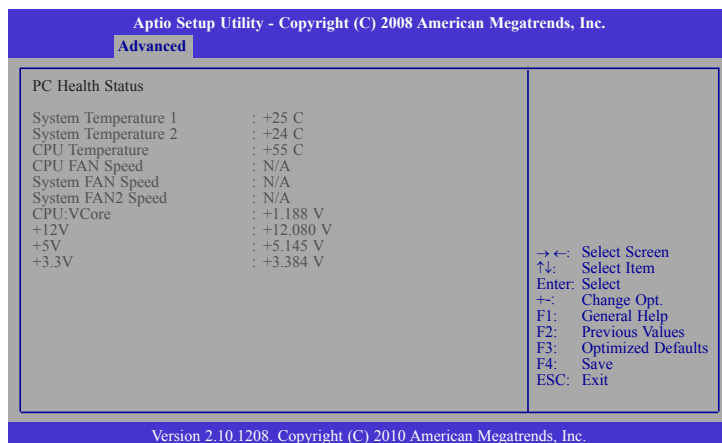 Aptio Setup Utility - Copyright (C) 2008 American Megatrends, Inc.
Advanced
PC Health Status
System Temperature 1 : +25 C
System Temperature 2 : +24 C
CPU Temperature : +55 C
CPU FAN Speed : N/A
System FAN Speed : N/A
System FAN2 Speed : N/A
CPU:VCore : +1.188 V
+12V : +12.080 V
+5V : +5.145 V
+3.3V : +3.384 V
→ ←: Select Screen
↑↓: Select Item
Enter: Select
+-: Change Opt.
F1: General Help
F2: Previous Values
F3: Optimized Defaults
F4: Save
ESC: Exit
Version 2.10.1208. Copyright (C) 2010 American Megatrends, Inc.